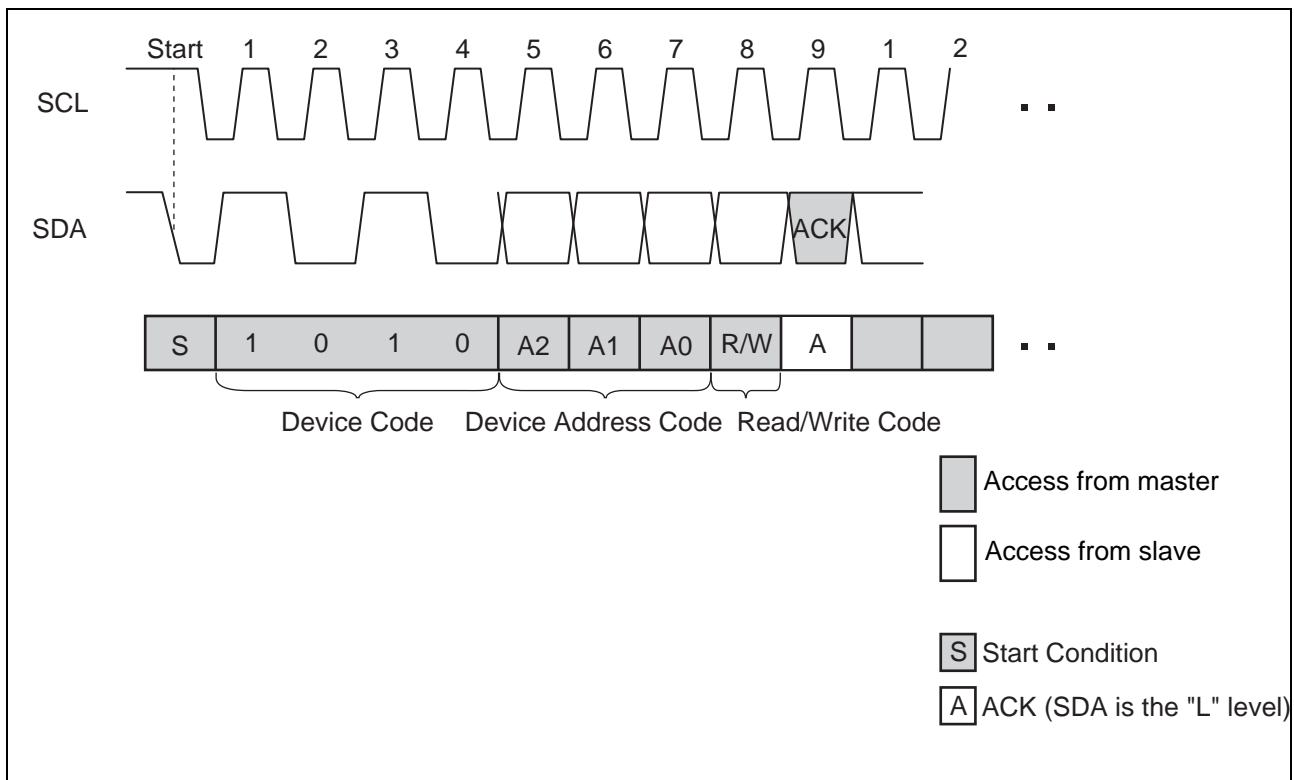 Start 1 2 3 4 5 6 7 8 9 1 2
SCL
SDA
ACK
S 1 0 1 0 A2 A1 A0 R/W A
Device Code Device Address Code Read/Write Code
Access from master
Access from slave
S Start Condition
A ACK (SDA is the "L" level)